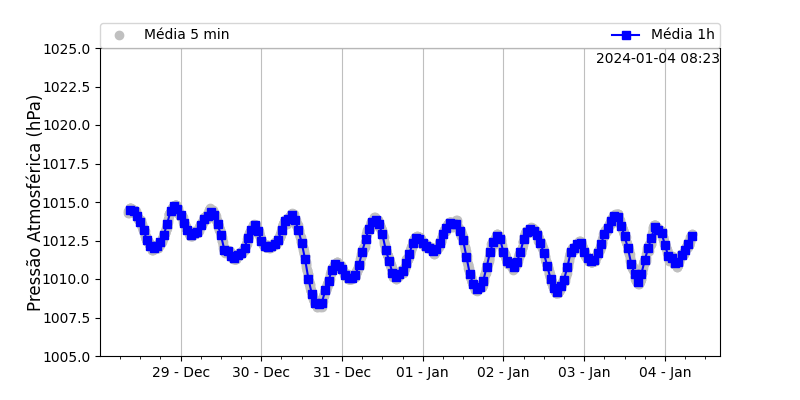 Média 5 min
Média 1h
2024-01-04 08:23
Pressão Atmosférica (hPa)
1025.0
1022.5
1020.0
1017.5
1015.0
1012.5
1010.0
1007.5
1005.0
29 - Dec
30 - Dec
31 - Dec
01 - Jan
02 - Jan
03 - Jan
04 - Jan